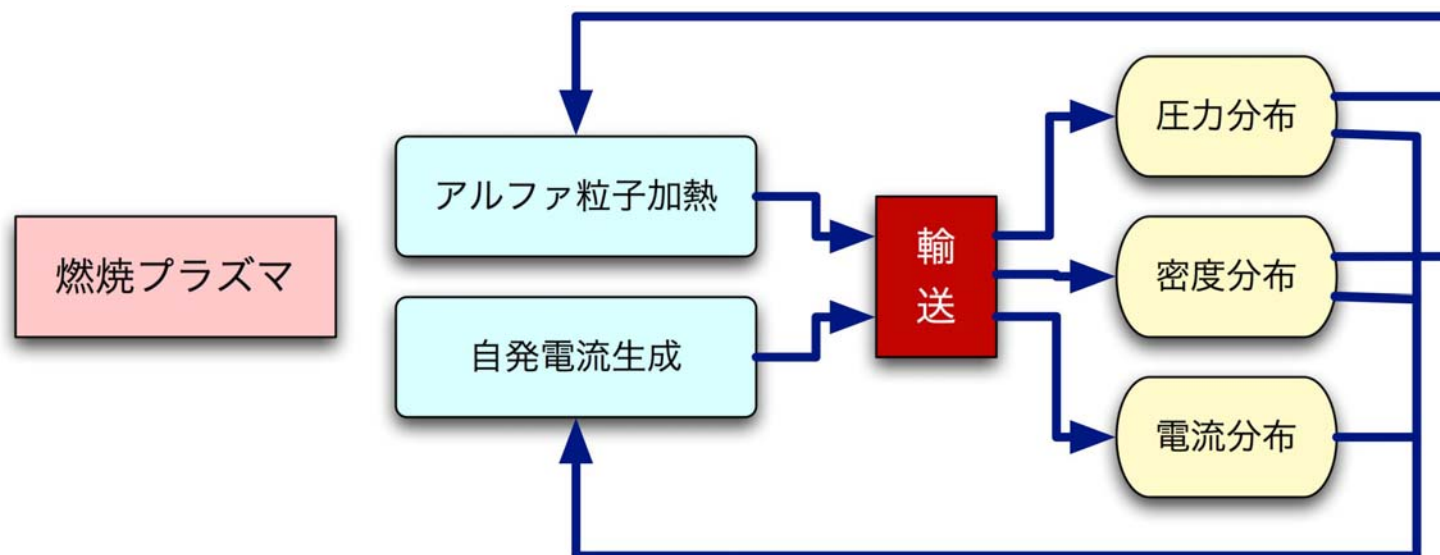 燃焼プラズマ
アルファ粒子加熱
自発電流生成
輸
送
圧力分布
密度分布
電流分布